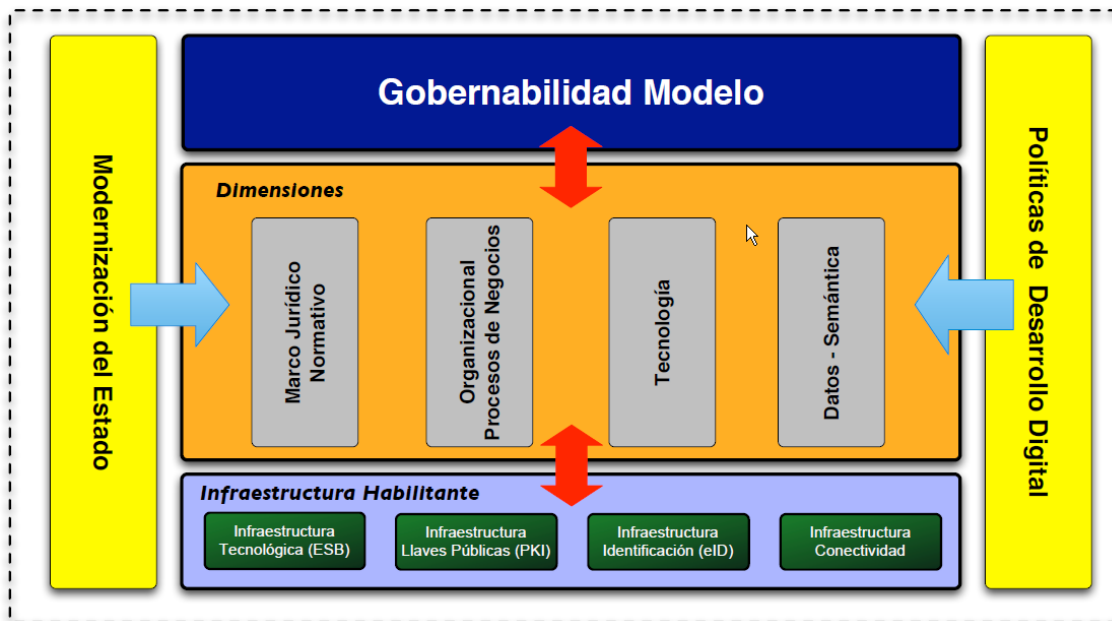 Gobernabilidad Modelo
Modernización del Estado
Dimensiones
Marco Jurídico
Normativo
Organizacional
Procesos de Negocios
Tecnología
Datos - Semántica
Políticas de Desarrollo Digital
Infraestructura Habilitante
Infraestructura
Tecnológica (ESB)
Infraestructura
Llaves Públicas (PKI)
Infraestructura
Identificación (eID)
Infraestructura
Conectividad